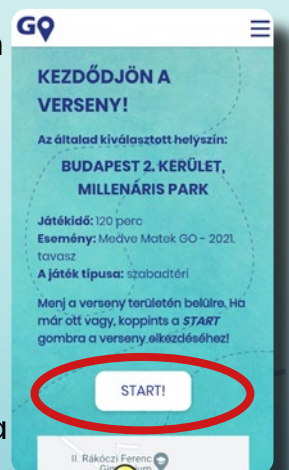 GO
KEZDŐDJÖN A
VERSENY!
Az általad kiválasztott helyszín:
BUDAPEST 2. KERÜLET,
MILLENÁRIS PARK
Játékidő: 120 perc
Esemény: Medve Matek GO - 2021.
tavasz
A játék típusa: szabadtéri
Menj a verseny területén belülre. Ha
már ott vagy, koppints a START
gombra a verseny elkezdéséhez!
START!
a
II. Rákóczi Ferenc